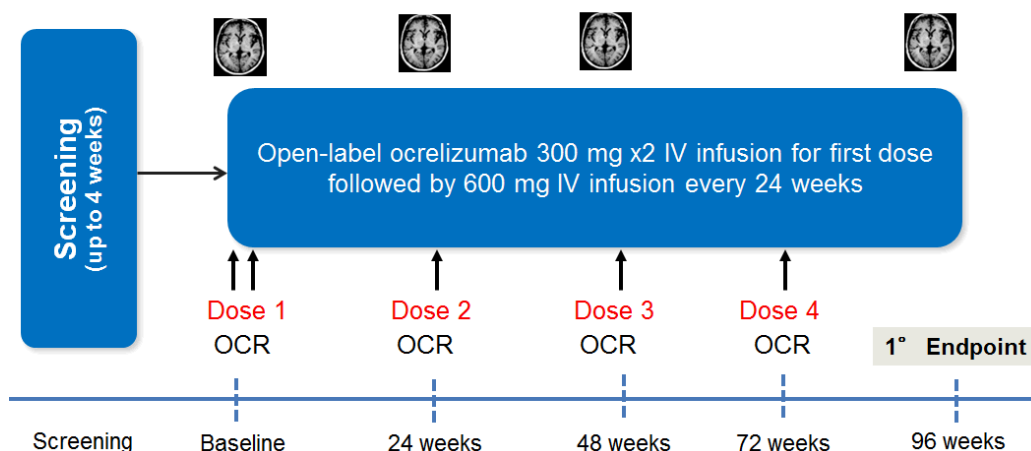 Screening
(up to 4 weeks)
Open-label ocrelizumab 300 mg x2 IV infusion for first dose
followed by 600 mg IV infusion every 24 weeks
Dose 1 Dose 2 Dose 3 Dose 4
OCR OCR OCR OCR
1° Endpoint
Screening Baseline 24 weeks 48 weeks 72 weeks 96 weeks